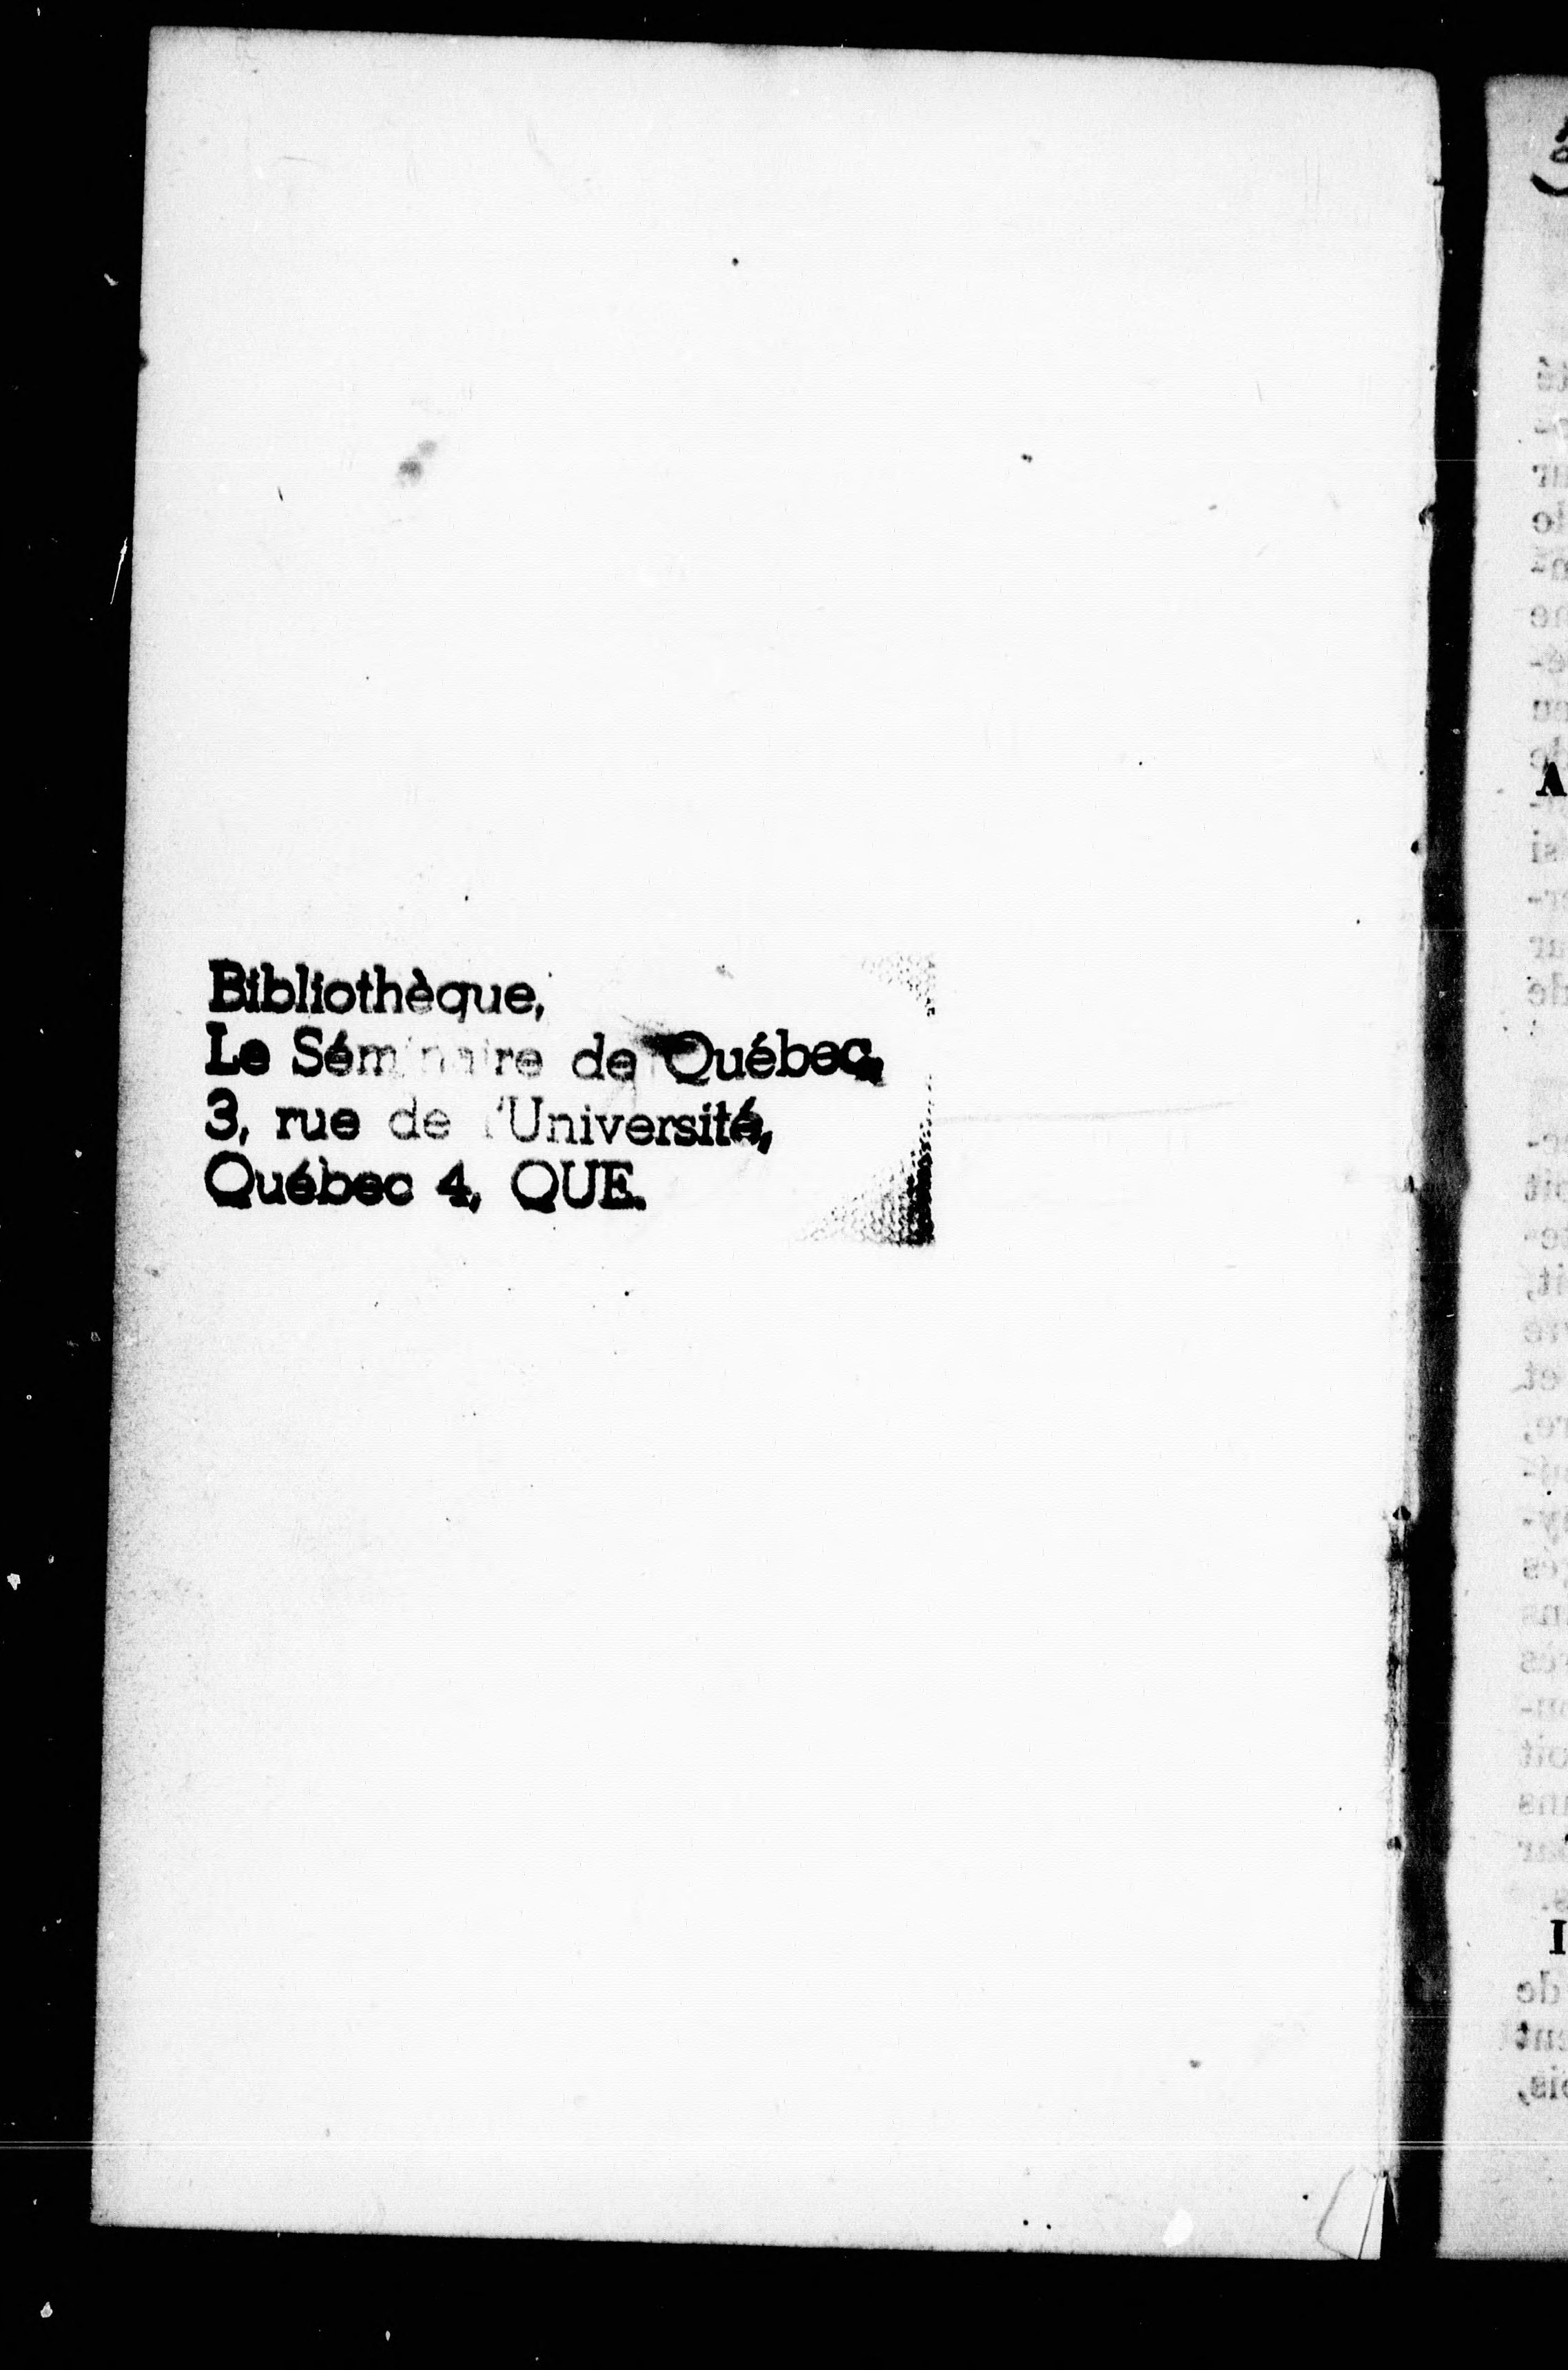 Bibliothèque,
Le Séminaire de Québec,
3, rue de l'Université,
Québec 4, QUE.